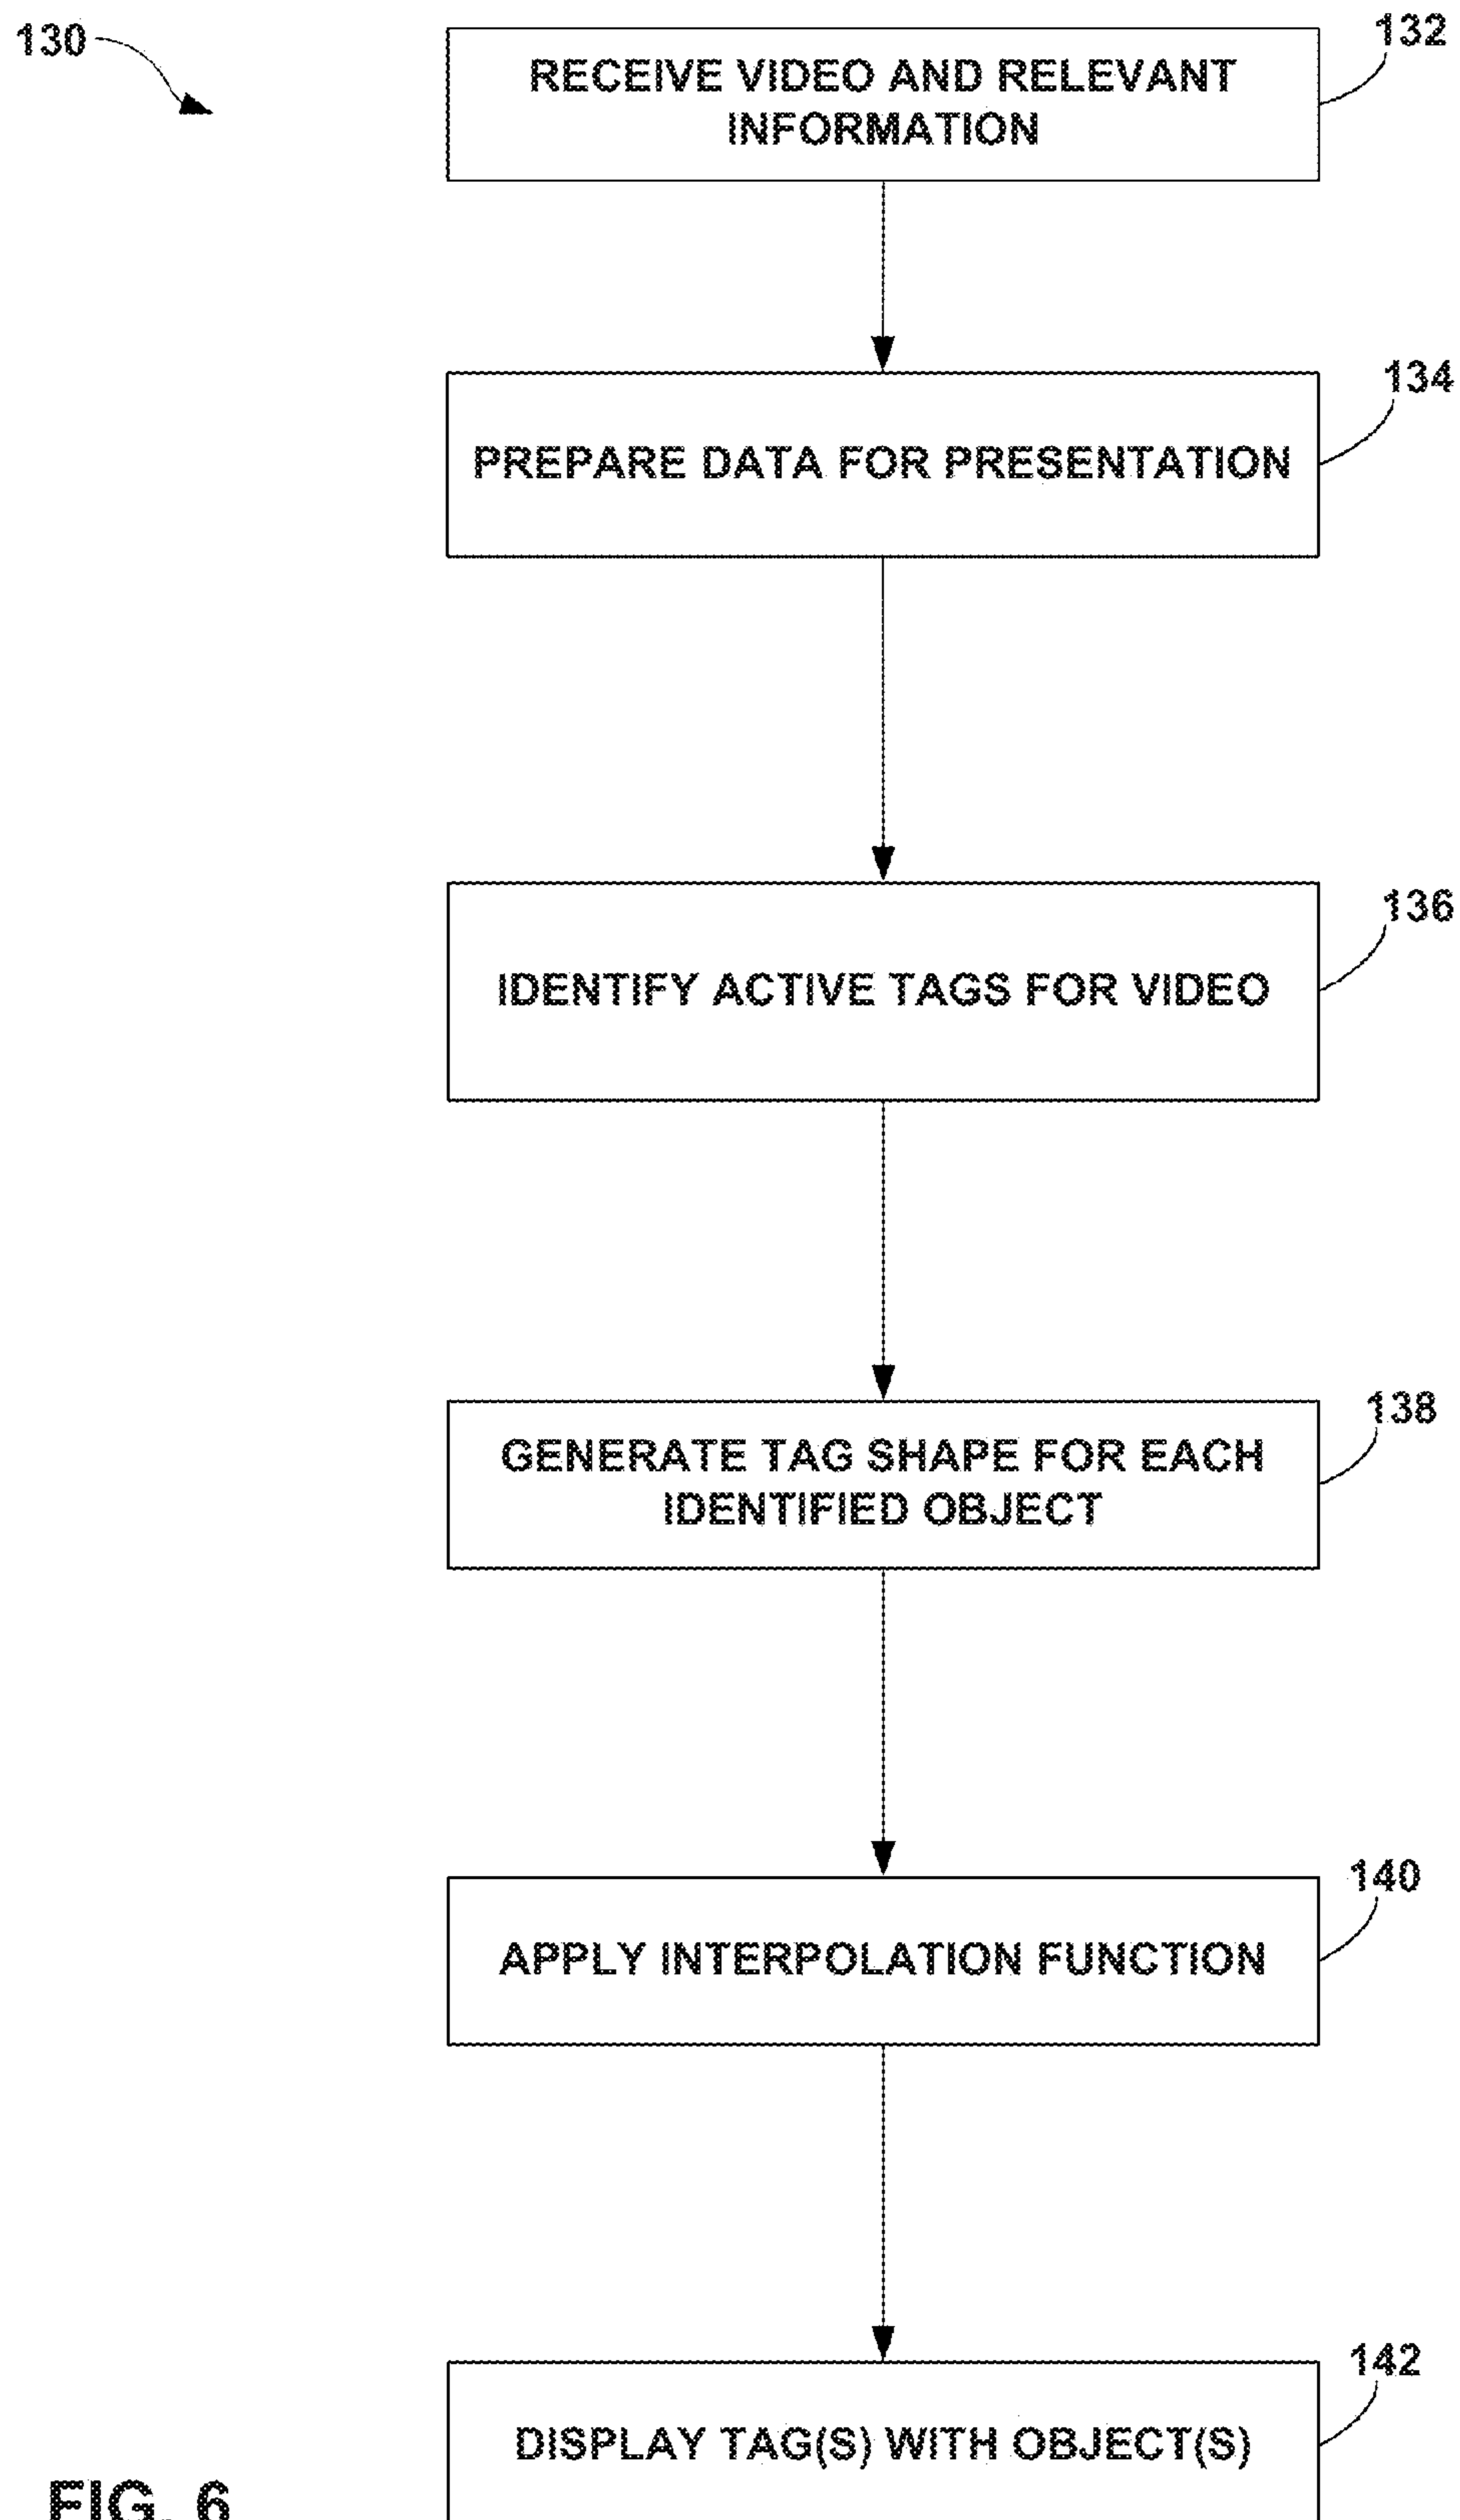 130
132
RECEIVE VIDEO AND RELEVANT
INFORMATION
134
PREPARE DATA FOR PRESENTATION
136
IDENTIFY ACTIVE TAGS FOR VIDEO
138
GENERATE TAG SHAPE FOR EACH
IDENTIFIED OBJECT
140
APPLY INTERPOLATION FUNCTION
142
DISPLAY TAG(S) WITH OBJECT(S)
FIG. 6